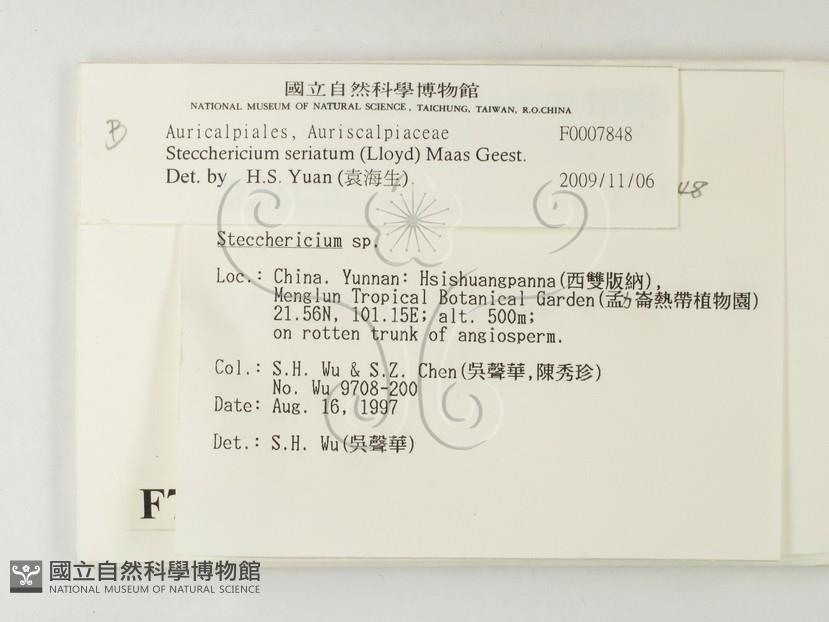 國立自然科學博物館
NATIONAL MUSEUM OF NATURAL SCIENCE, TAICHUNG, TAIWAN, R.O.CHINA
B
Auricalpiales, Auriscalpiaceae F0007848
Stecchericium seriatum (Lloyd) Maas Geest.
Det. by H.S. Yuan (袁海生) 2009/11/06
48
Stecchericium sp.
Loc.: China. Yunnan: Hsishuangpanna(西雙版納),
Menglun Tropical Botanical Garden(孟力崙熱帶植物園)
21.56N, 101.15E; alt. 500m;
on rotten trunk of angiosperm.
Col.: S.H. Wu & S.Z. Chen(吳聲華,陳秀珍)
No. Wu 9708-200
Date: Aug. 16, 1997
Det.: S.H. Wu(吳聲華)
國立自然科學博物館
NATIONAL MUSEUM OF NATURAL SCIENCE